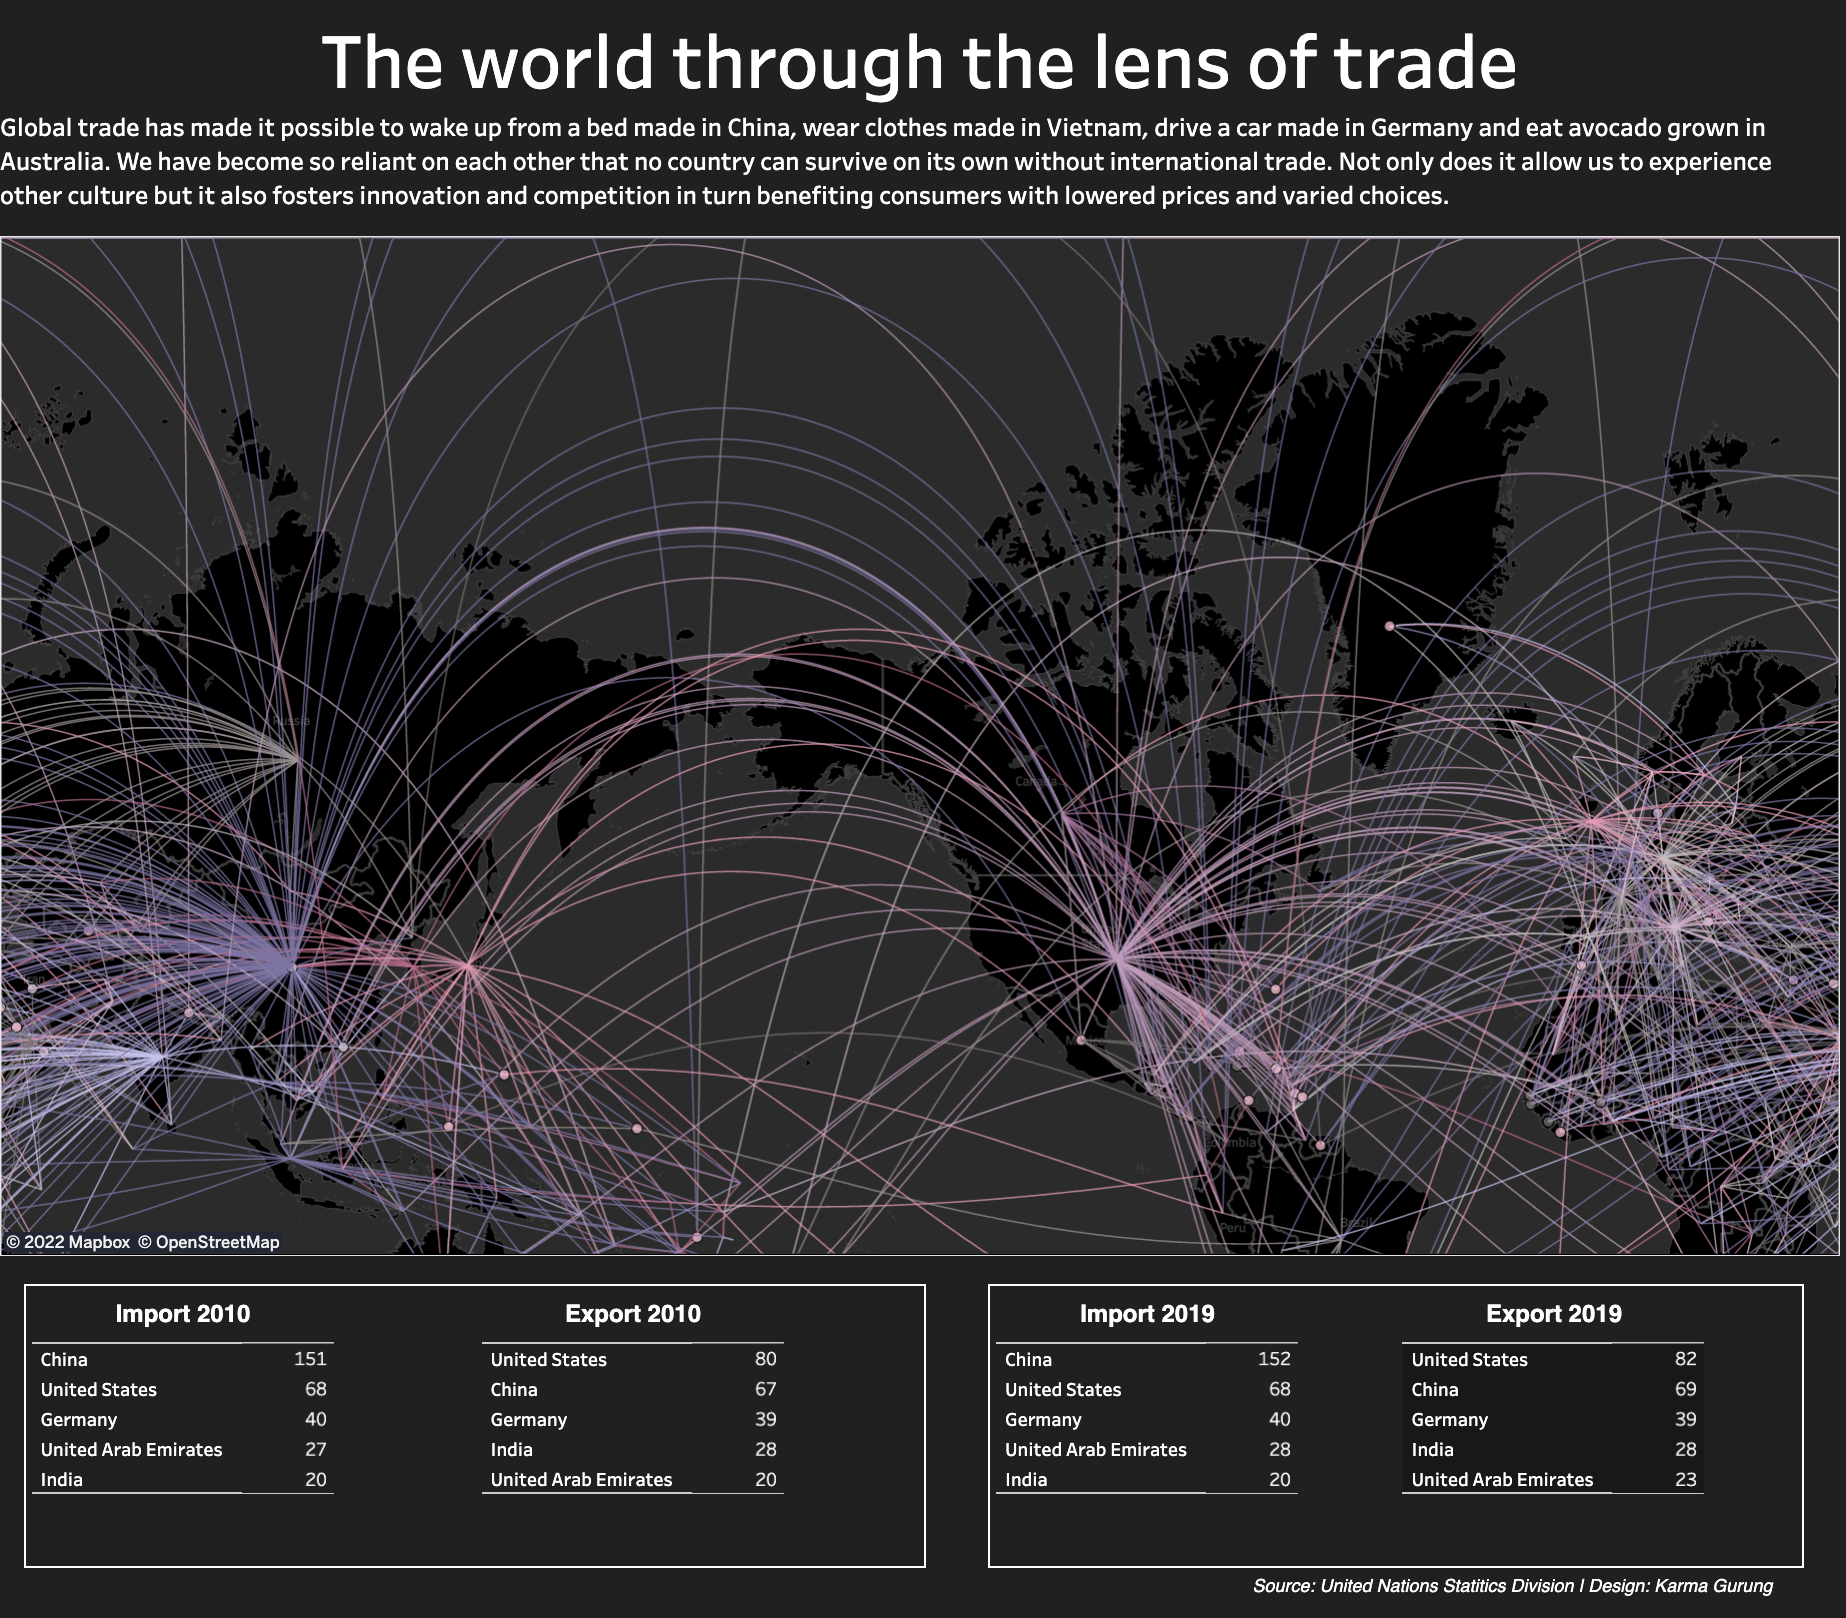 The world through the lens of trade
Global trade has made it possible to wake up from a bed made in China, wear clothes made in Vietnam, drive a car made in Germany and eat avocado grown in
Australia. We have become so reliant on each other that no country can survive on its own without international trade. Not only does it allow us to experience
other culture but it also fosters innovation and competition in turn benefiting consumers with lowered prices and varied choices.
Russia
Canada
Colombia
Peru
Brazil
© 2022 Mapbox © OpenStreetMap
Import 2010
China 151
United States 68
Germany 40
United Arab Emirates 27
India 20
Export 2010
United States 80
China 67
Germany 39
India 28
United Arab Emirates 20
Import 2019
China 152
United States 68
Germany 40
United Arab Emirates 28
India 20
Export 2019
United States 82
China 69
Germany 39
India 28
United Arab Emirates 23
Source: United Nations Statitics Division I Design: Karma Gurung